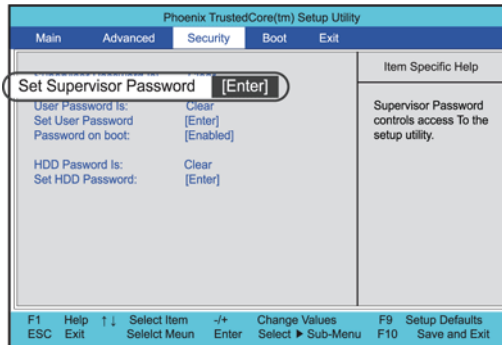 Phoenix TrustedCore(tm) Setup Utility
Main Advanced Security Boot Exit
Item Specific Help
Set Supervisor Password [Enter]
User Password Is: Clear
Set User Password [Enter]
Password on boot: [Enabled]
HDD Pasword Is: Clear
Set HDD Password: [Enter]
Supervisor Password
controls access To the
setup utility.
F1 Help ↑↓ Select Item -/+ Change Values F9 Setup Defaults
ESC Exit Selelct Meun Enter Select ▶ Sub-Menu F10 Save and Exit